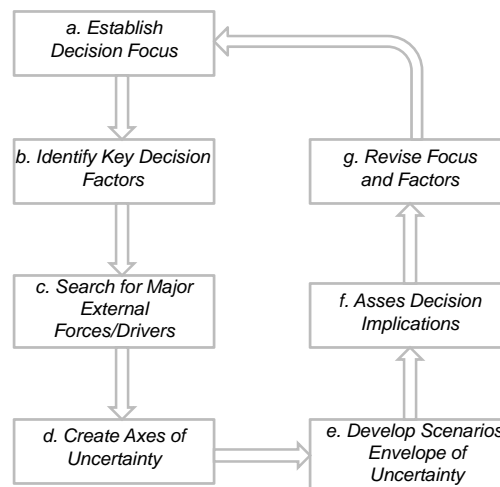 a. Establish
Decision Focus
b. Identify Key Decision
Factors
c. Search for Major
External
Forces/Drivers
d. Create Axes of
Uncertainty
e. Develop Scenarios
Envelope of
Uncertainty
f. Asses Decision
Implications
g. Revise Focus
and Factors